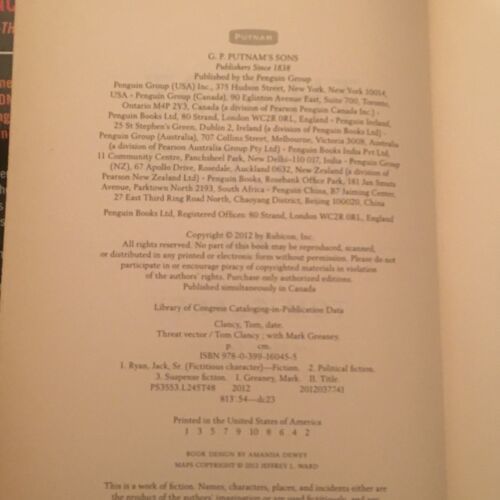 PUTNAM
G. P. PUTNAM'S SONS
Publishers Since 1838
Published by the Penguin Group
Penguin Group (USA) Inc., 375 Hudson Street, New York, New York 10014,
USA • Penguin Group (Canada), 90 Eglinton Avenue East, Suite 700, Toronto,
Ontario M4P 2Y3, Canada (a division of Pearson Penguin Canada Inc.) •
Penguin Books Ltd, 80 Strand, London WC2R 0RL, England • Penguin Ireland,
25 St Stephen's Green, Dublin 2, Ireland (a division of Penguin Books Ltd) •
Penguin Group (Australia), 707 Collins Street, Melbourne, Victoria 3008, Australia
(a division of Pearson Australia Group Pty Ltd) • Penguin Books India Pvt Ltd,
11 Community Centre, Panchsheel Park, New Delhi–110 017, India • Penguin Group
(NZ), 67 Apollo Drive, Rosedale, Auckland 0632, New Zealand (a division of
Pearson New Zealand Ltd) • Penguin Books, Rosebank Office Park, 181 Jan Smuts
Avenue, Parktown North 2193, South Africa • Penguin China, B7 Jaiming Center,
27 East Third Ring Road North, Chaoyang District, Beijing 100020, China
Penguin Books Ltd, Registered Offices: 80 Strand, London WC2R 0RL, England
Copyright © 2012 by Rubicon, Inc.
All rights reserved. No part of this book may be reproduced, scanned,
or distributed in any printed or electronic form without permission. Please do not
participate in or encourage piracy of copyrighted materials in violation
of the authors' rights. Purchase only authorized editions.
Published simultaneously in Canada
Library of Congress Cataloging-in-Publication Data
Clancy, Tom, date.
Threat vector / Tom Clancy ; with Mark Greaney.
p. cm.
ISBN 978-0-399-16045-5
1. Ryan, Jack, Sr. (Fictitious character)—Fiction. 2. Political fiction.
3. Suspense fiction. I. Greaney, Mark. II. Title.
PS3553.L245T48 2012 2012037741
813'.54—dc23
Printed in the United States of America
1 3 5 7 9 10 8 6 4 2
BOOK DESIGN BY AMANDA DEWEY
MAPS COPYRIGHT © 2012 JEFFREY L. WARD
This is a work of fiction. Names, characters, places, and incidents either are
the product of the authors' imagination or are used fictitiously, and any